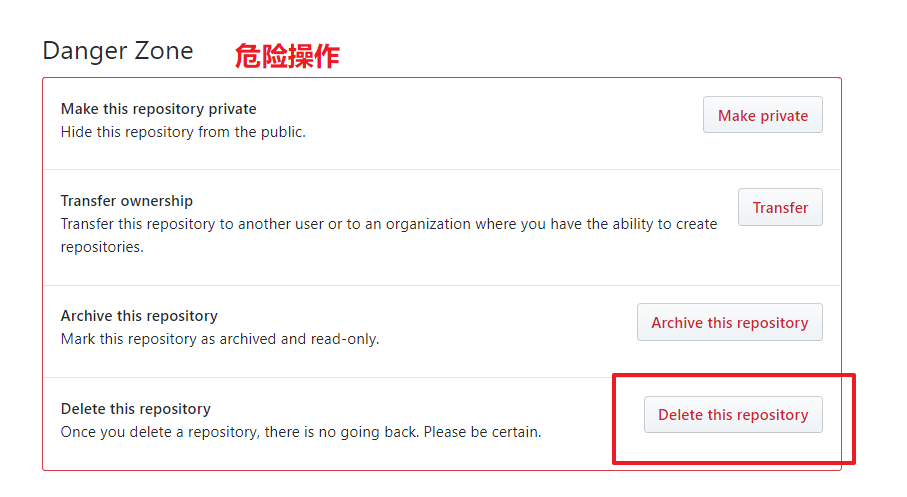 Danger Zone 危险操作
Make this repository private
Hide this repository from the public.
Make private
Transfer ownership
Transfer this repository to another user or to an organization where you have the ability to create
repositories.
Transfer
Archive this repository
Mark this repository as archived and read-only.
Archive this repository
Delete this repository
Once you delete a repository, there is no going back. Please be certain.
Delete this repository